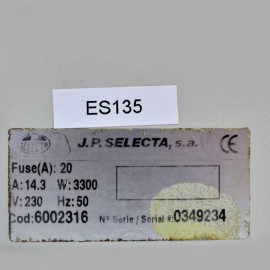 ES135
J.P. SELECTA, s.a.
CE
Fuse(A): 20
A: 14.3 W: 3300
V: 230 Hz: 50
Cod: 6002316 Nº Serie / Serial #: 0349234